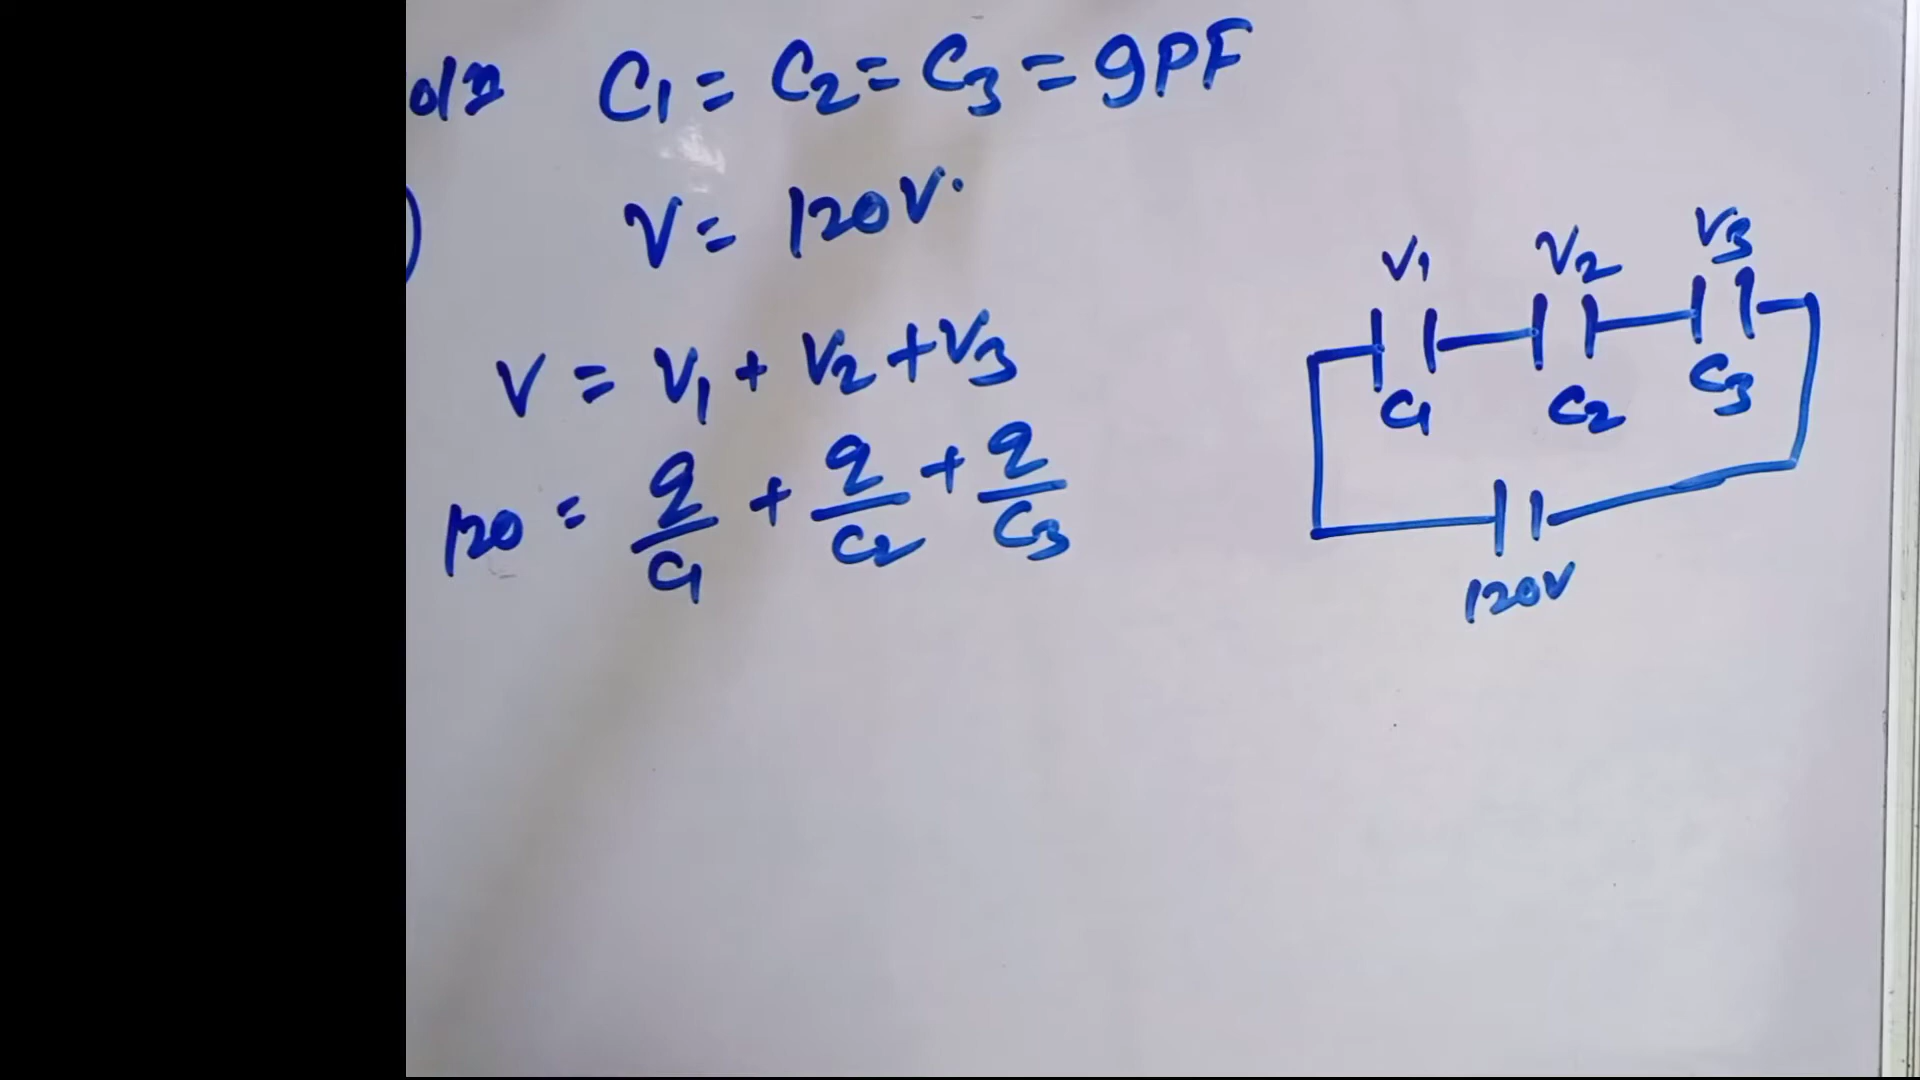 C1 = C2 = C3 = 9PF
V = 120V.
V = V1 + V2 + V3
120 = q/C1 + q/C2 + q/C3
V1 V2 V3
C1 C2 C3
120V